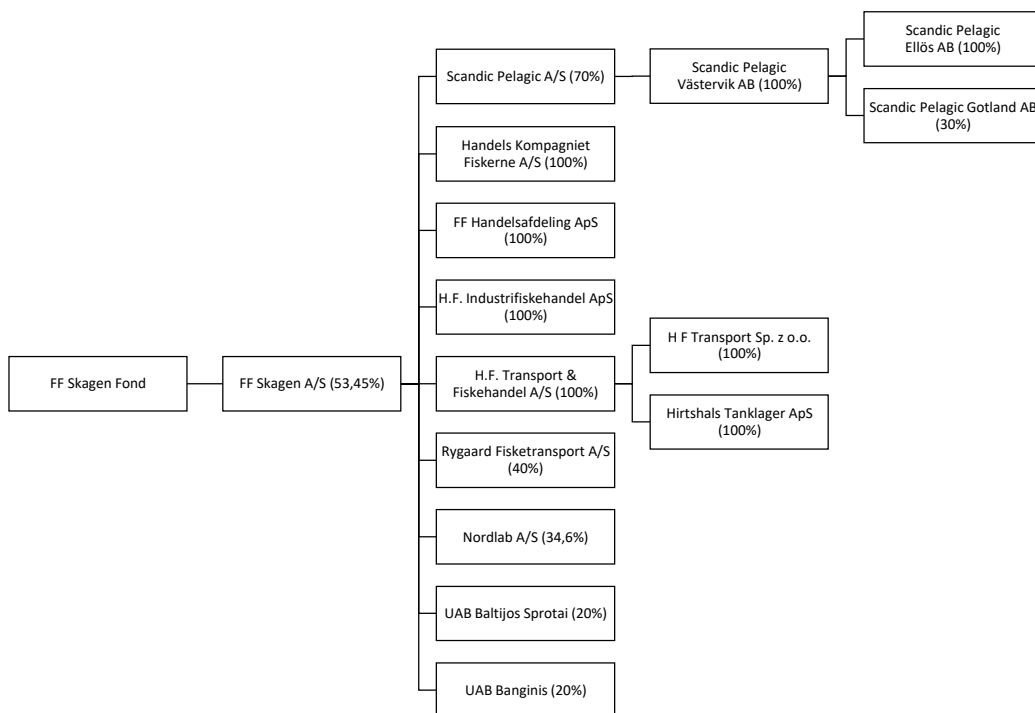 FF Skagen Fond
FF Skagen A/S (53,45%)
Scandic Pelagic A/S (70%)
Scandic Pelagic
Västervik AB (100%)
Scandic Pelagic
Ellös AB (100%)
Scandic Pelagic Gotland AB
(30%)
Handels Kompagniet
Fiskerne A/S (100%)
FF Handelsafdeling ApS
(100%)
H.F. Industrifiskehandel ApS
(100%)
H.F. Transport &
Fiskehandel A/S (100%)
H F Transport Sp. z o.o.
(100%)
Hirtshals Tanklager ApS
(100%)
Rygaard Fisketransport A/S
(40%)
Nordlab A/S (34,6%)
UAB Baltijos Sprotai (20%)
UAB Banginis (20%)